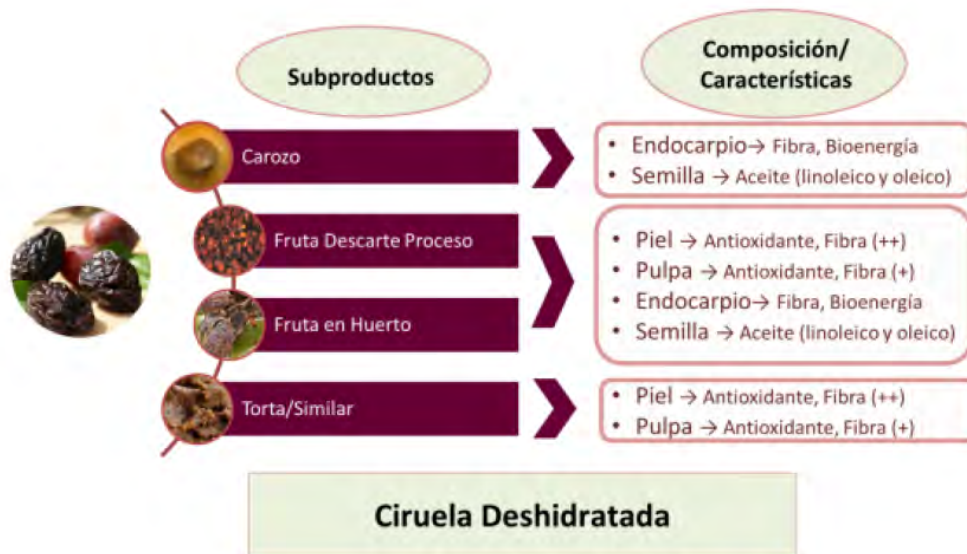 Subproductos
Composición/
Características
Carozo
• Endocarpio→ Fibra, Bioenergía
• Semilla → Aceite (linoleico y oleico)
Fruta Descarte Proceso
Fruta en Huerto
• Piel → Antioxidante, Fibra (++)
• Pulpa → Antioxidante, Fibra (+)
• Endocarpio→ Fibra, Bioenergía
• Semilla → Aceite (linoleico y oleico)
Torta/Similar
• Piel → Antioxidante, Fibra (++)
• Pulpa → Antioxidante, Fibra (+)
Ciruela Deshidratada